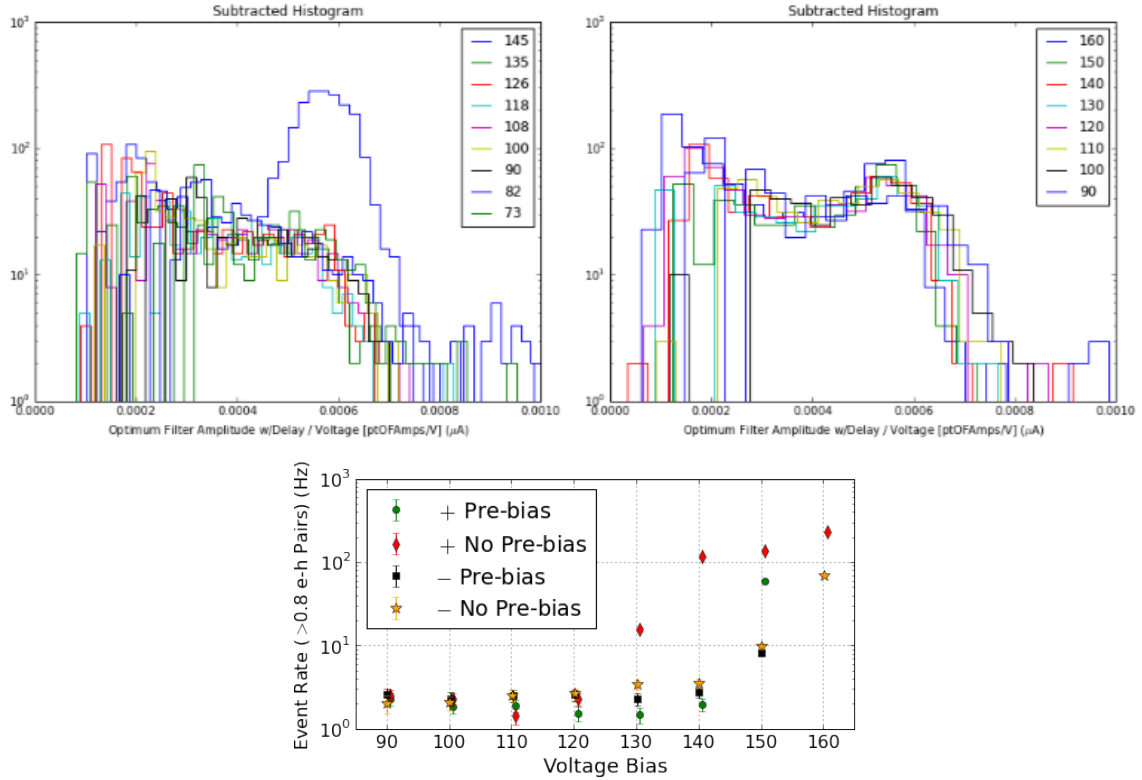 Subtracted Histogram
10³
10²
10¹
10⁰
145
135
126
118
108
100
90
82
73
0.0000 0.0002 0.0004 0.0006 0.0008 0.0010
Optimum Filter Amplitude w/Delay / Voltage [ptOFAmps/V] (μA)
Subtracted Histogram
10³
10²
10¹
10⁰
160
150
140
130
120
110
100
90
0.0000 0.0002 0.0004 0.0006 0.0008 0.0010
Optimum Filter Amplitude w/Delay / Voltage [ptOFAmps/V] (μA)
Event Rate ( >0.8 e-h Pairs) (Hz)
10³
10²
10¹
10⁰
+ Pre-bias
+ No Pre-bias
− Pre-bias
− No Pre-bias
90 100 110 120 130 140 150 160
Voltage Bias